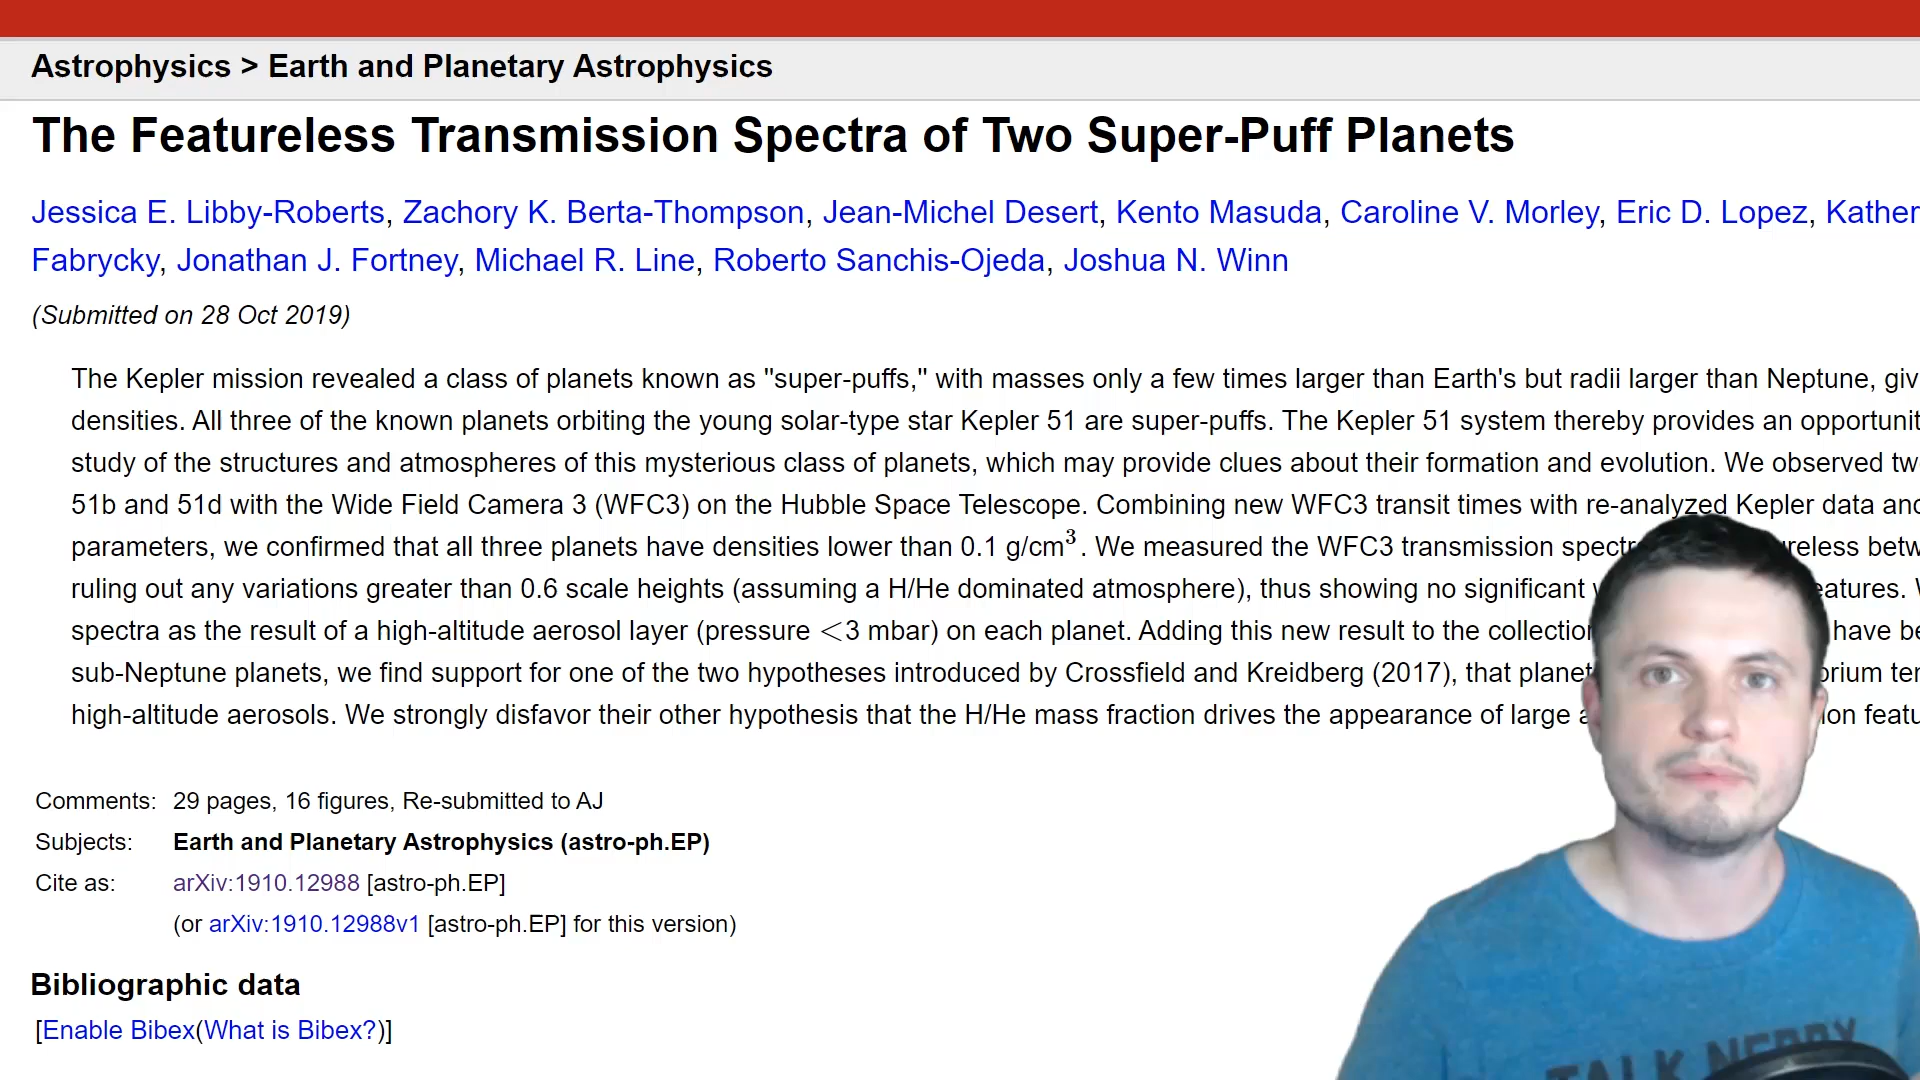 Astrophysics > Earth and Planetary Astrophysics
The Featureless Transmission Spectra of Two Super-Puff Planets
Jessica E. Libby-Roberts, Zachory K. Berta-Thompson, Jean-Michel Desert, Kento Masuda, Caroline V. Morley, Eric D. Lopez,
Fabrycky, Jonathan J. Fortney, Michael R. Line, Roberto Sanchis-Ojeda, Joshua N. Winn
(Submitted on 28 Oct 2019)
The Kepler mission revealed a class of planets known as "super-puffs," with masses only a few times larger than Earth's but radii larger than Neptune,
densities. All three of the known planets orbiting the young solar-type star Kepler 51 are super-puffs. The Kepler 51 system thereby provides an
study of the structures and atmospheres of this mysterious class of planets, which may provide clues about their formation and evolution. We observed
51b and 51d with the Wide Field Camera 3 (WFC3) on the Hubble Space Telescope. Combining new WFC3 transit times with re-analyzed Kepler data
parameters, we confirmed that all three planets have densities lower than 0.1 g/cm³. We measured the WFC3 transmission
ruling out any variations greater than 0.6 scale heights (assuming a H/He dominated atmosphere), thus showing no significant
spectra as the result of a high-altitude aerosol layer (pressure <3 mbar) on each planet. Adding this new result to the have
sub-Neptune planets, we find support for one of the two hypotheses introduced by Crossfield and Kreidberg (2017), that
high-altitude aerosols. We strongly disfavor their other hypothesis that the H/He mass fraction drives the appearance of large
Comments: 29 pages, 16 figures, Re-submitted to AJ
Subjects: Earth and Planetary Astrophysics (astro-ph.EP)
Cite as: arXiv:1910.12988 [astro-ph.EP]
(or arXiv:1910.12988v1 [astro-ph.EP] for this version)
Bibliographic data
[Enable Bibex(What is Bibex?)]
TALK NERDY